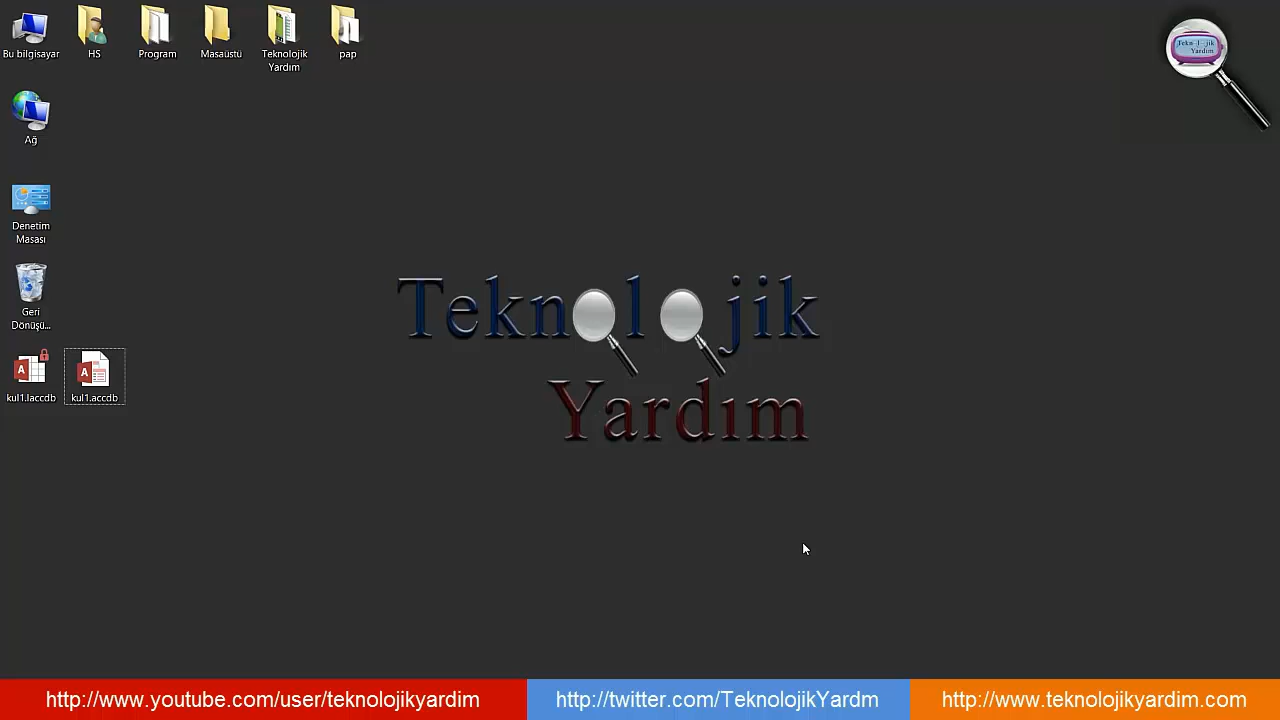 Bu bilgisayar
HS
Program
Masaüstü
Teknolojik
Yardım
pap
Ağ
Denetim
Masası
Geri
Dönüşü...
kul1.laccdb
kul1.accdb
Teknolojik
Yardım
http://www.youtube.com/user/teknolojikyardim
http://twitter.com/TeknolojikYardm
http://www.teknolojikyardim.com